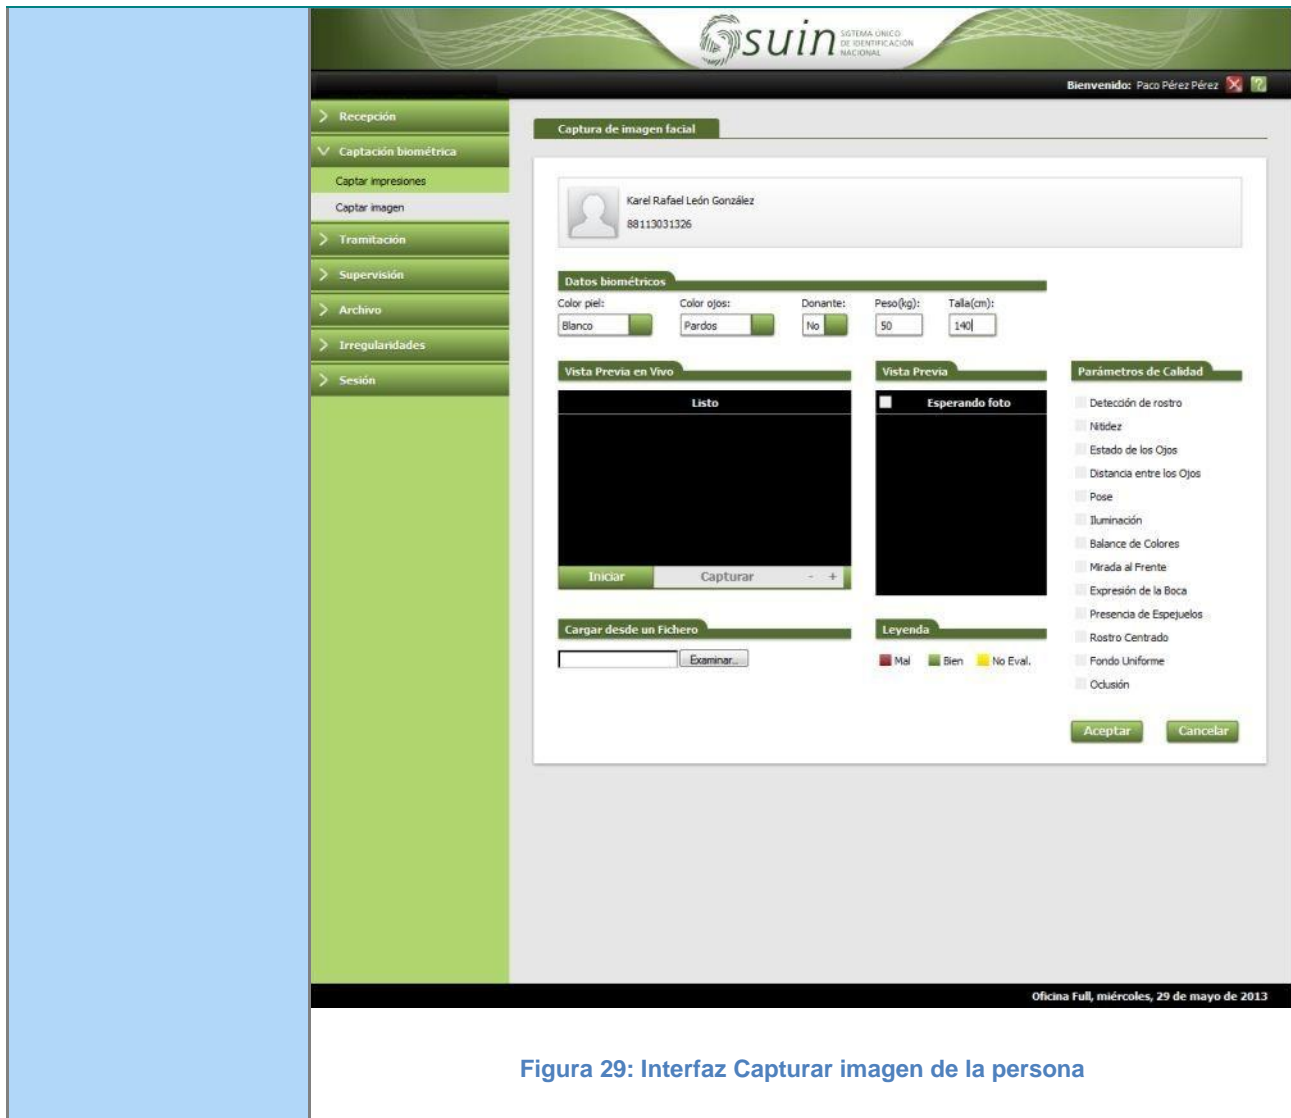 suin SISTEMA ÚNICO
DE IDENTIFICACIÓN
NACIONAL
Bienvenido: Paco Pérez Pérez
Recepción
Captación biométrica
Captar impresiones
Captar imagen
Tramitación
Supervisión
Archivo
Irregularidades
Sesión
Captura de imagen facial
Karel Rafael León González
88113031326
Datos biométricos
Color piel: Color ojos: Donante: Peso(kg): Talla(cm):
Blanco Pardos No 50 140
Vista Previa en Vivo
Listo
Iniciar Capturar - +
Vista Previa
Esperando foto
Parámetros de Calidad
Detección de rostro
Nitidez
Estado de los Ojos
Distancia entre los Ojos
Pose
Iluminación
Balance de Colores
Mirada al Frente
Expresión de la Boca
Presencia de Espejuelos
Rostro Centrado
Fondo Uniforme
Oclusión
Cargar desde un Fichero
Examinar...
Leyenda
Mal Bien No Eval.
Aceptar Cancelar
Oficina Full, miércoles, 29 de mayo de 2013
Figura 29: Interfaz Capturar imagen de la persona